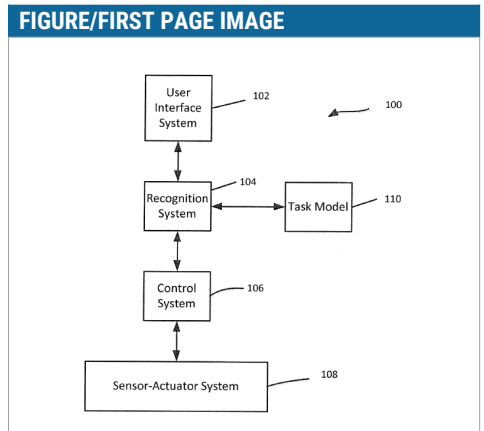 FIGURE/FIRST PAGE IMAGE
User
Interface
System
102
100
Recognition
System
104
Task Model
110
Control
System
106
Sensor-Actuator System
108